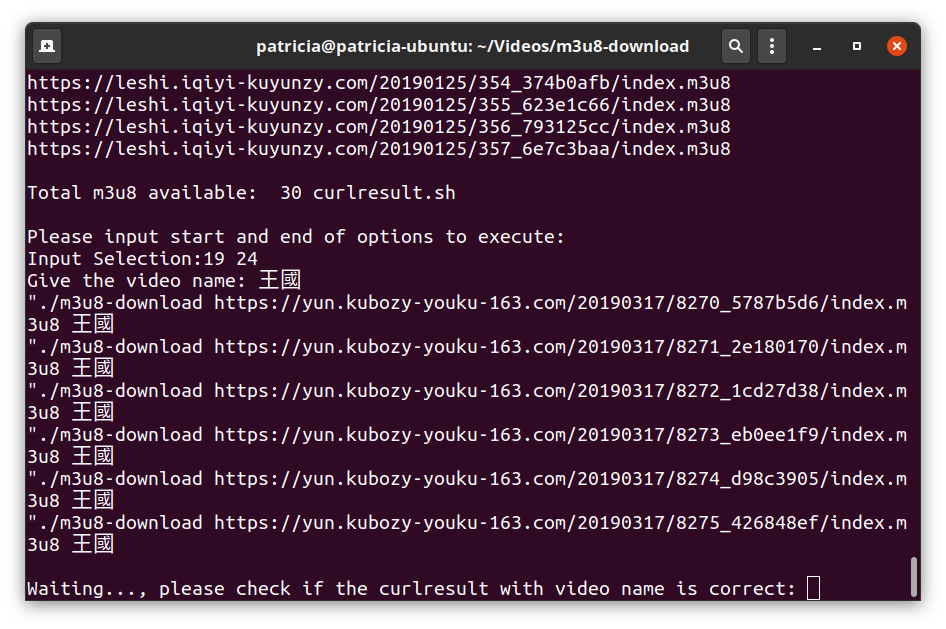 patricia@patricia-ubuntu: ~/Videos/m3u8-download
https://leshi.iqiyi-kuyunzy.com/20190125/354_374b0afb/index.m3u8
https://leshi.iqiyi-kuyunzy.com/20190125/355_623e1c66/index.m3u8
https://leshi.iqiyi-kuyunzy.com/20190125/356_793125cc/index.m3u8
https://leshi.iqiyi-kuyunzy.com/20190125/357_6e7c3baa/index.m3u8
Total m3u8 available:  30 curlresult.sh
Please input start and end of options to execute:
Input Selection:19 24
Give the video name: 王國
"./m3u8-download https://yun.kubozy-youku-163.com/20190317/8270_5787b5d6/index.m
3u8 王國
"./m3u8-download https://yun.kubozy-youku-163.com/20190317/8271_2e180170/index.m
3u8 王國
"./m3u8-download https://yun.kubozy-youku-163.com/20190317/8272_1cd27d38/index.m
3u8 王國
"./m3u8-download https://yun.kubozy-youku-163.com/20190317/8273_eb0ee1f9/index.m
3u8 王國
"./m3u8-download https://yun.kubozy-youku-163.com/20190317/8274_d98c3905/index.m
3u8 王國
"./m3u8-download https://yun.kubozy-youku-163.com/20190317/8275_426848ef/index.m
3u8 王國
Waiting..., please check if the curlresult with video name is correct: